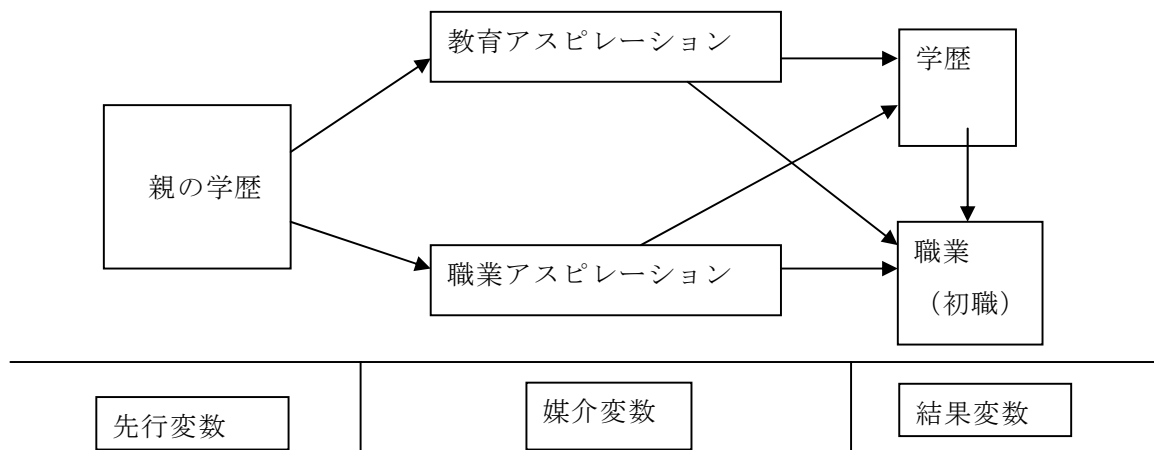 教育アスピレーション
学歴
親の学歴
職業アスピレーション
職業
（初職）
先行変数
媒介変数
結果変数